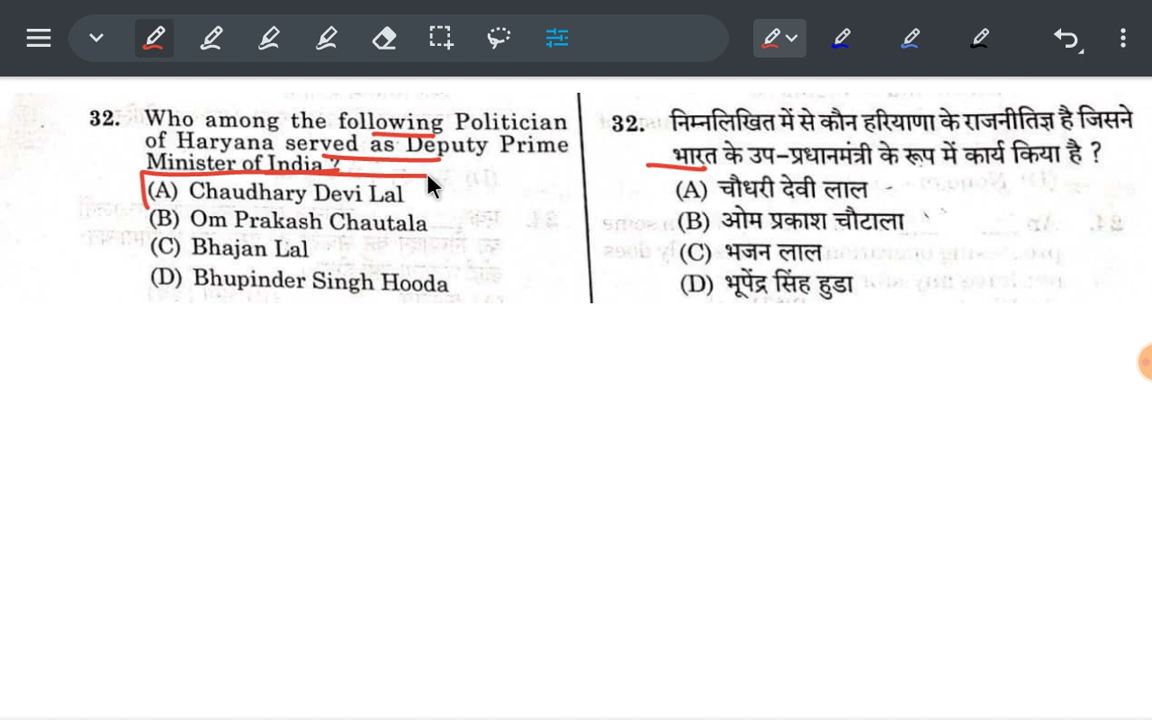 32. Who among the following Politician
of Haryana served as Deputy Prime
Minister of India ?
(A) Chaudhary Devi Lal
(B) Om Prakash Chautala
(C) Bhajan Lal
(D) Bhupinder Singh Hooda
32. निम्नलिखित में से कौन हरियाणा के राजनीतिज्ञ है जिसने
भारत के उप-प्रधानमंत्री के रूप में कार्य किया है ?
(A) चौधरी देवी लाल
(B) ओम प्रकाश चौटाला
(C) भजन लाल
(D) भूपेंद्र सिंह हुडा